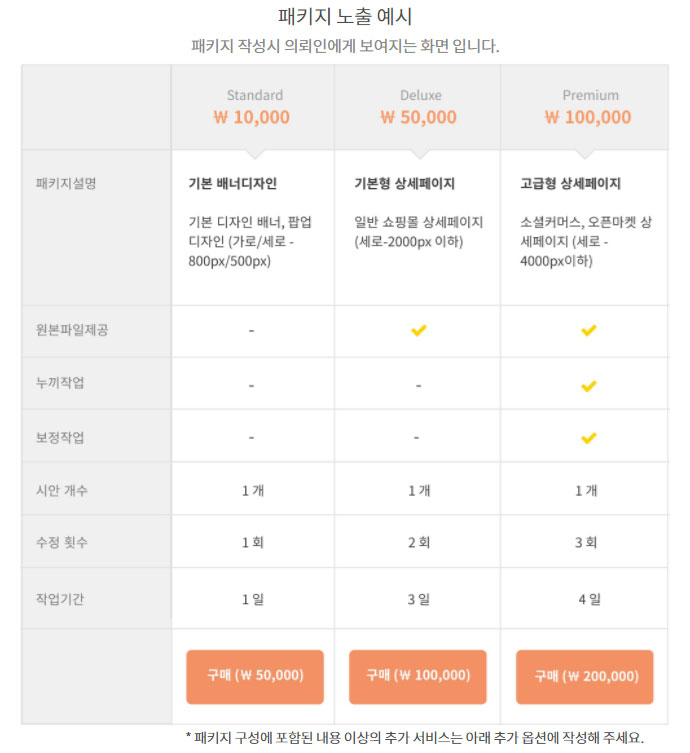 패키지 노출 예시
패키지 작성시 의뢰인에게 보여지는 화면 입니다.
Standard Deluxe Premium
₩ 10,000 ₩ 50,000 ₩ 100,000
패키지설명
기본 배너디자인
기본 디자인 배너, 팝업
디자인 (가로/세로 -
800px/500px)
기본형 상세페이지
일반 쇼핑몰 상세페이지
(세로-2000px 이하)
고급형 상세페이지
소셜커머스, 오픈마켓 상
세페이지 (세로 -
4000px이하)
원본파일제공 -
누끼작업 - -
보정작업 - -
시안 개수 1 개 1 개 1 개
수정 횟수 1 회 2 회 3 회
작업기간 1 일 3 일 4 일
구매 (₩ 50,000) 구매 (₩ 100,000) 구매 (₩ 200,000)
* 패키지 구성에 포함된 내용 이상의 추가 서비스는 아래 추가 옵션에 작성해 주세요.